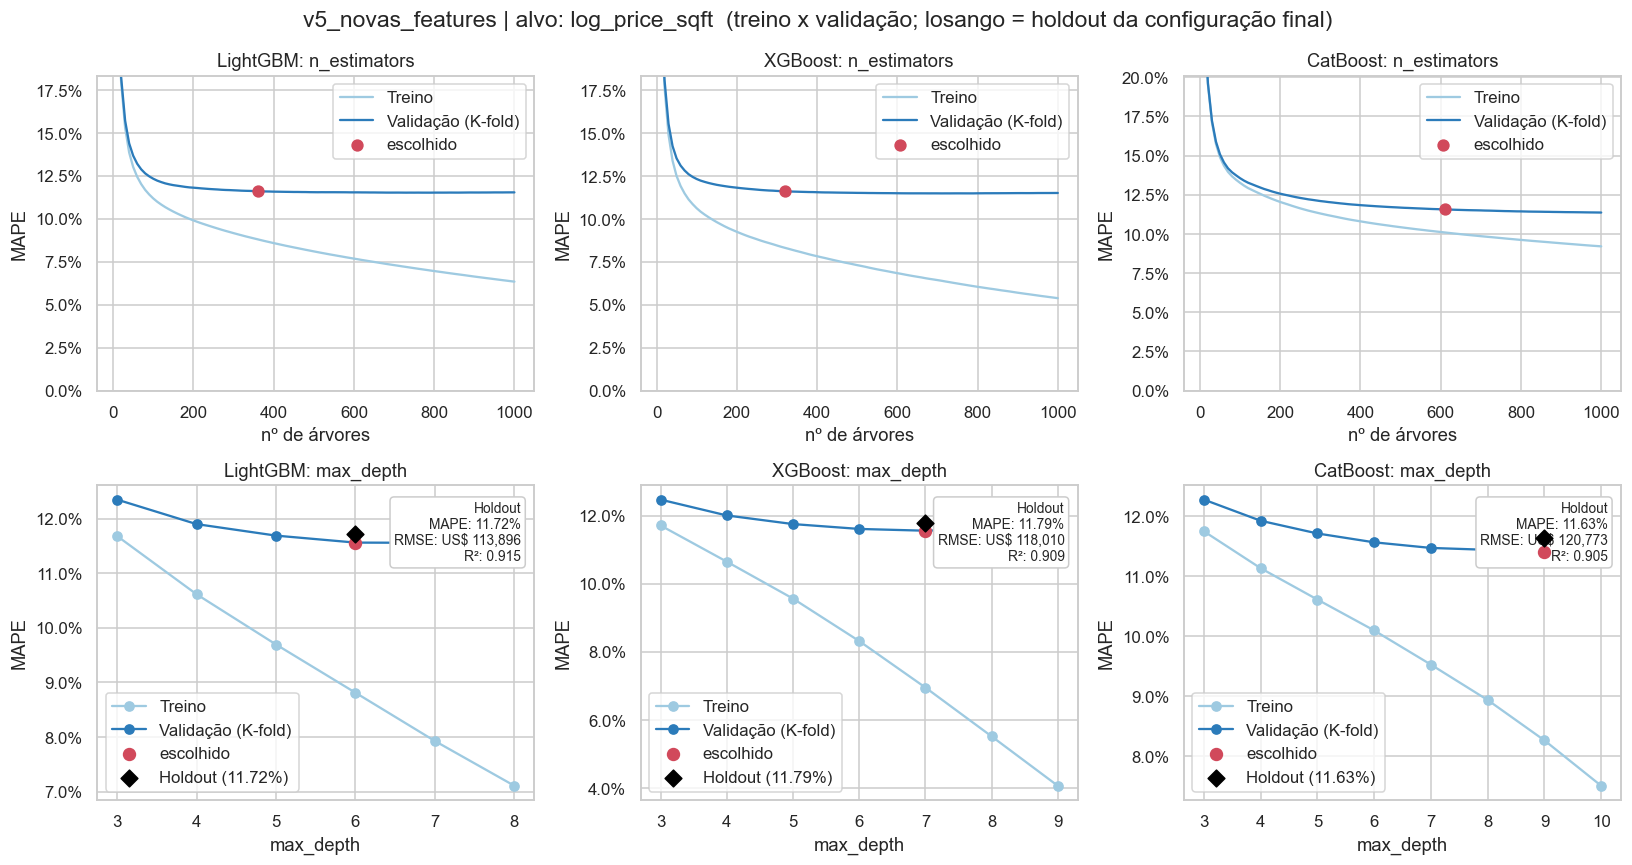 v5_novas_features | alvo: log_price_sqft  (treino x validação; losango = holdout da configuração final)
LightGBM: n_estimators
17.5%
15.0%
12.5%
10.0%
7.5%
5.0%
2.5%
0.0%
MAPE
Treino
Validação (K-fold)
escolhido
0 200 400 600 800 1000
nº de árvores
XGBoost: n_estimators
17.5%
15.0%
12.5%
10.0%
7.5%
5.0%
2.5%
0.0%
MAPE
Treino
Validação (K-fold)
escolhido
0 200 400 600 800 1000
nº de árvores
CatBoost: n_estimators
20.0%
17.5%
15.0%
12.5%
10.0%
7.5%
5.0%
2.5%
0.0%
MAPE
Treino
Validação (K-fold)
escolhido
0 200 400 600 800 1000
nº de árvores
LightGBM: max_depth
12.0%
11.0%
10.0%
9.0%
8.0%
7.0%
MAPE
Holdout
MAPE: 11.72%
RMSE: US$ 113,896
R²: 0.915
Treino
Validação (K-fold)
escolhido
Holdout (11.72%)
3 4 5 6 7 8
max_depth
XGBoost: max_depth
12.0%
10.0%
8.0%
6.0%
4.0%
MAPE
Holdout
MAPE: 11.79%
RMSE: US$ 118,010
R²: 0.909
Treino
Validação (K-fold)
escolhido
Holdout (11.79%)
3 4 5 6 7 8 9
max_depth
CatBoost: max_depth
12.0%
11.0%
10.0%
9.0%
8.0%
MAPE
Holdout
MAPE: 11.63%
RMSE: US$ 120,773
R²: 0.905
Treino
Validação (K-fold)
escolhido
Holdout (11.63%)
3 4 5 6 7 8 9 10
max_depth